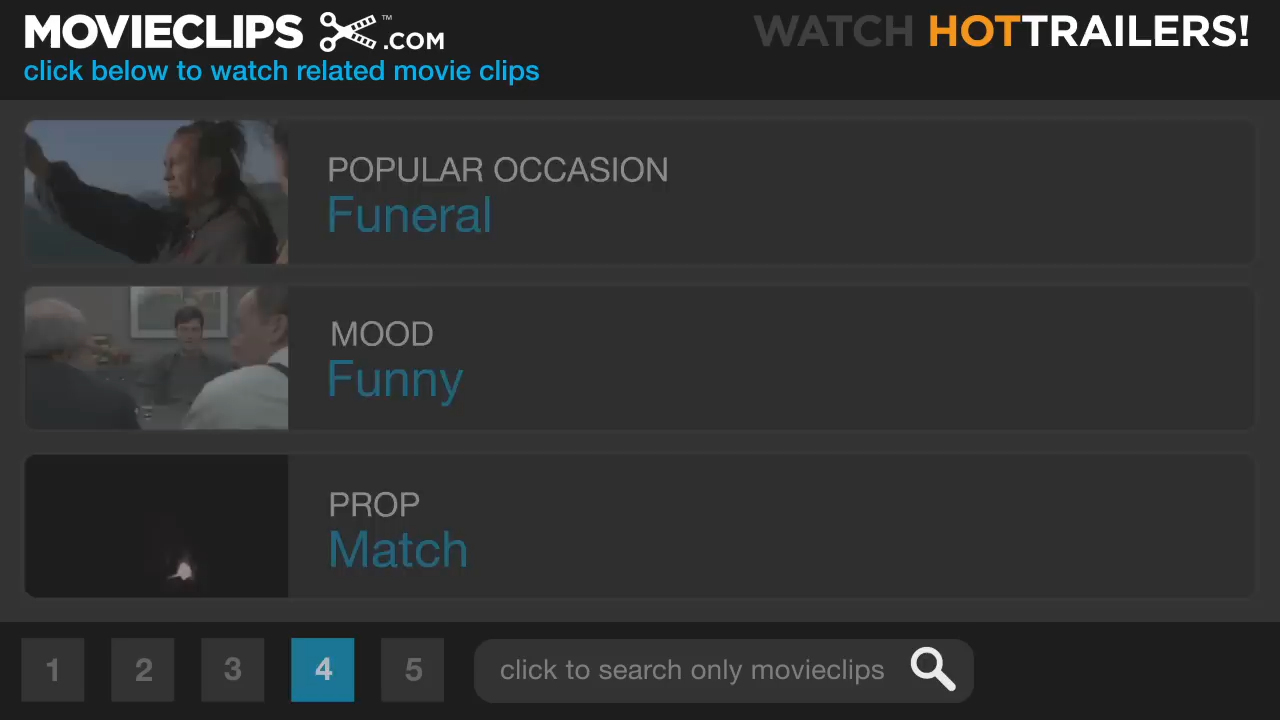 MOVIECLIPS ™ .COM
WATCH HOTTRAILERS!
click below to watch related movie clips
POPULAR OCCASION
Funeral
MOOD
Funny
PROP
Match
1 2 3 4 5
click to search only movieclips